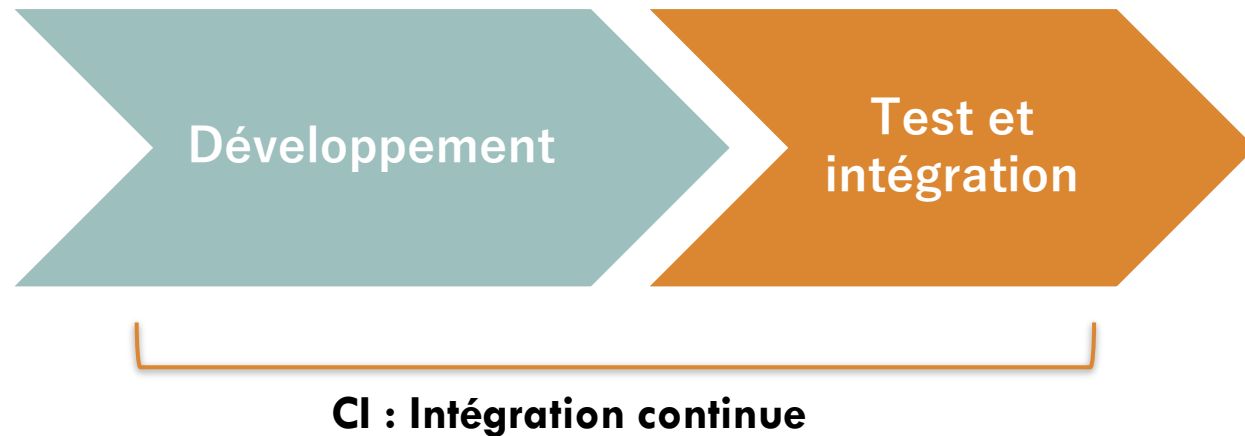 Développement
Test et
intégration
CI : Intégration continue